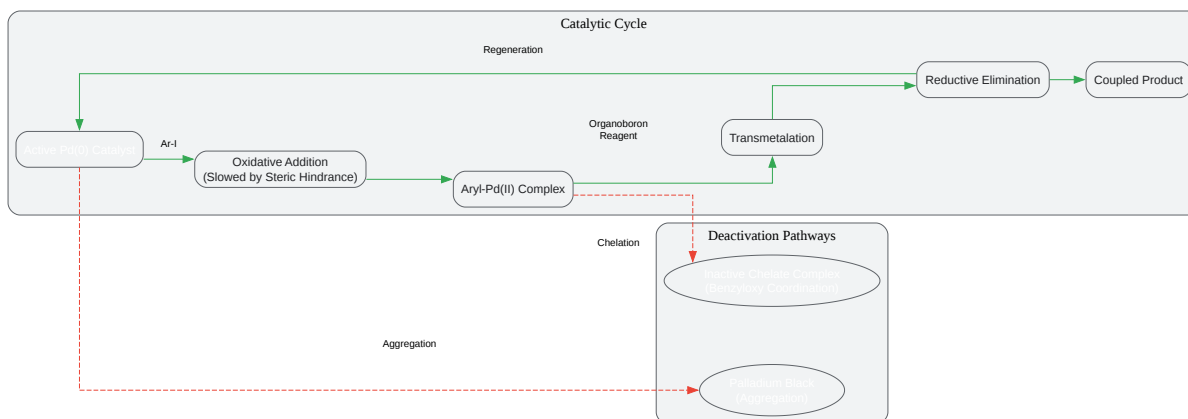 Catalytic Cycle
Regeneration
Reductive Elimination
Coupled Product
Organoboron
Reagent
Transmetalation
Active Pd(0) Catalyst
Ar-I
Oxidative Addition
(Slowed by Steric Hindrance)
Aryl-Pd(II) Complex
Deactivation Pathways
Chelation
Inactive Chelate Complex
(Benzyloxy Coordination)
Aggregation
Palladium Black
(Aggregation)